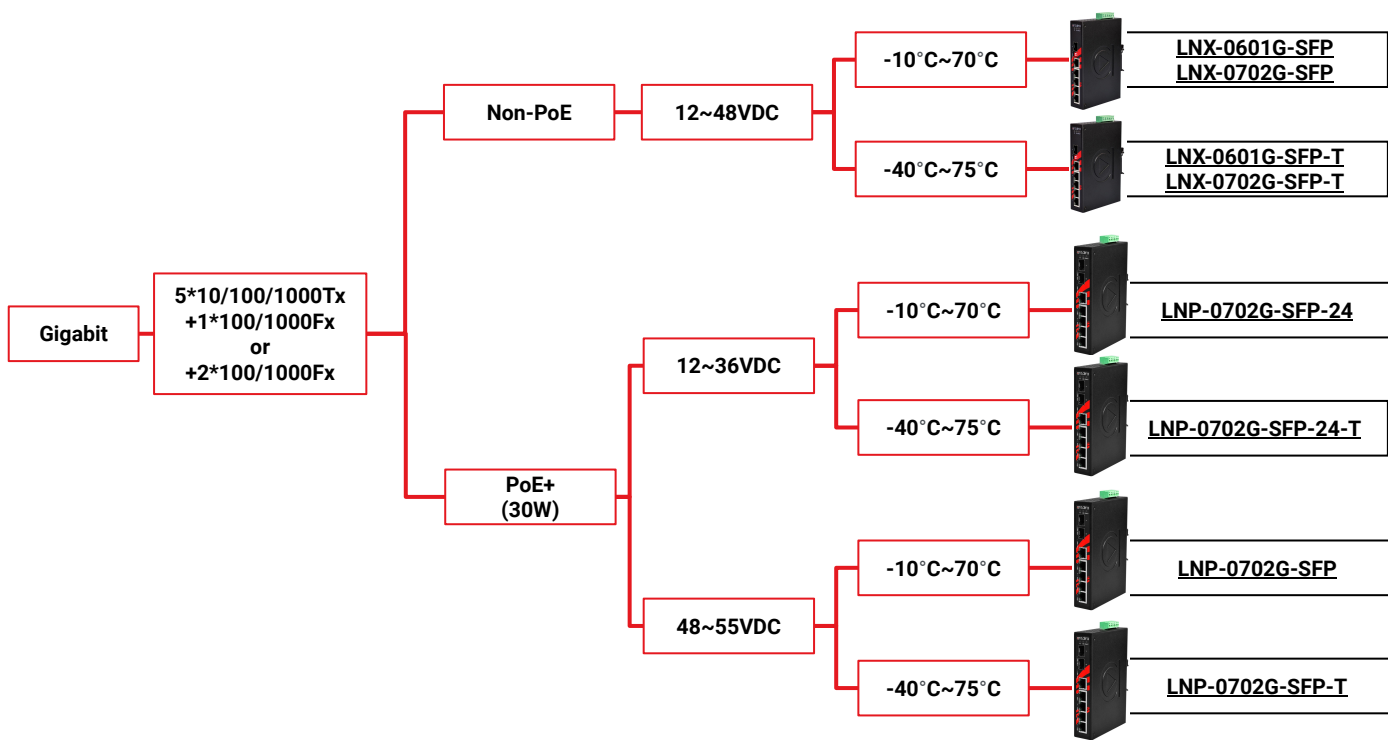 Gigabit
5*10/100/1000Tx
+1*100/1000Fx
or
+2*100/1000Fx
Non-PoE
12~48VDC
-10°C~70°C
LNX-0601G-SFP
LNX-0702G-SFP
-40°C~75°C
LNX-0601G-SFP-T
LNX-0702G-SFP-T
PoE+
(30W)
12~36VDC
-10°C~70°C
LNP-0702G-SFP-24
-40°C~75°C
LNP-0702G-SFP-24-T
48~55VDC
-10°C~70°C
LNP-0702G-SFP
-40°C~75°C
LNP-0702G-SFP-T